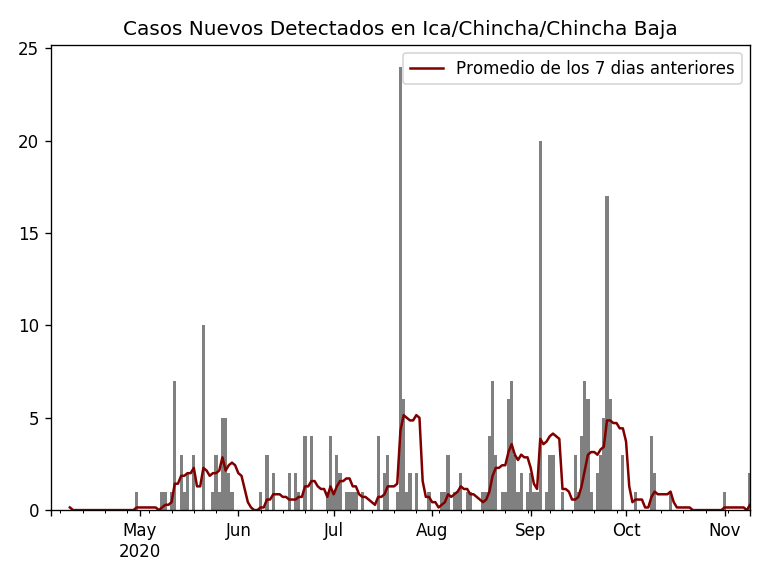 Casos Nuevos Detectados en Ica/Chincha/Chincha Baja
Promedio de los 7 dias anteriores
25
20
15
10
5
0
May Jun Jul Aug Sep Oct Nov
2020